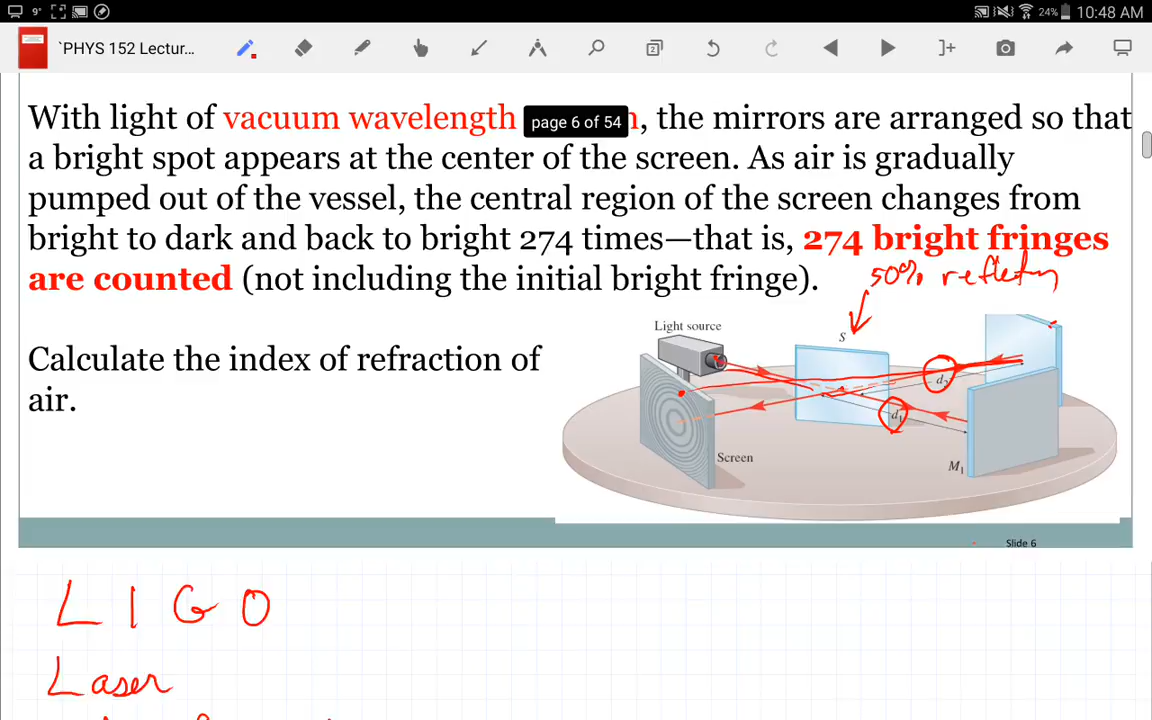 9° 24% 10:48 AM
`PHYS 152 Lectur... 2
With light of vacuum wavelength page 6 of 54, the mirrors are arranged so that
a bright spot appears at the center of the screen. As air is gradually
pumped out of the vessel, the central region of the screen changes from
bright to dark and back to bright 274 times—that is, 274 bright fringes
are counted (not including the initial bright fringe).
50%
Light source
S
Calculate the index of refraction of
air.
d2
d1
Screen
M1
Slide 6
L I G O
Laser